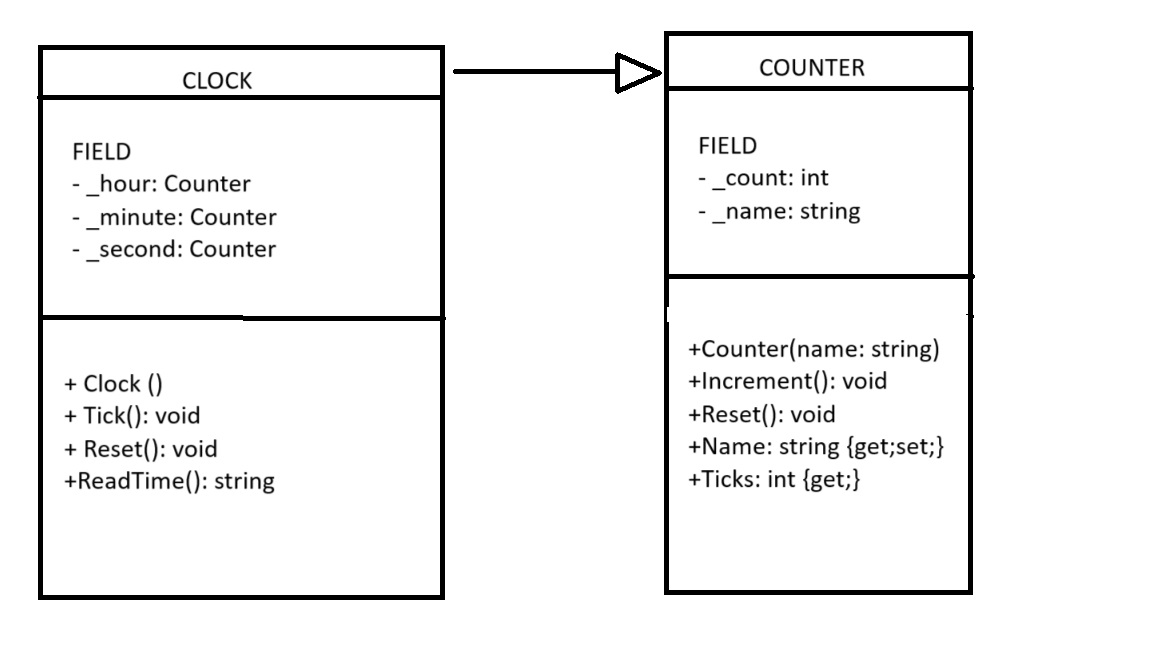 CLOCK
FIELD
- _hour: Counter
- _minute: Counter
- _second: Counter
+ Clock ()
+ Tick(): void
+ Reset(): void
+ReadTime(): string
COUNTER
FIELD
- _count: int
- _name: string
+Counter(name: string)
+Increment(): void
+Reset(): void
+Name: string {get;set;}
+Ticks: int {get;}